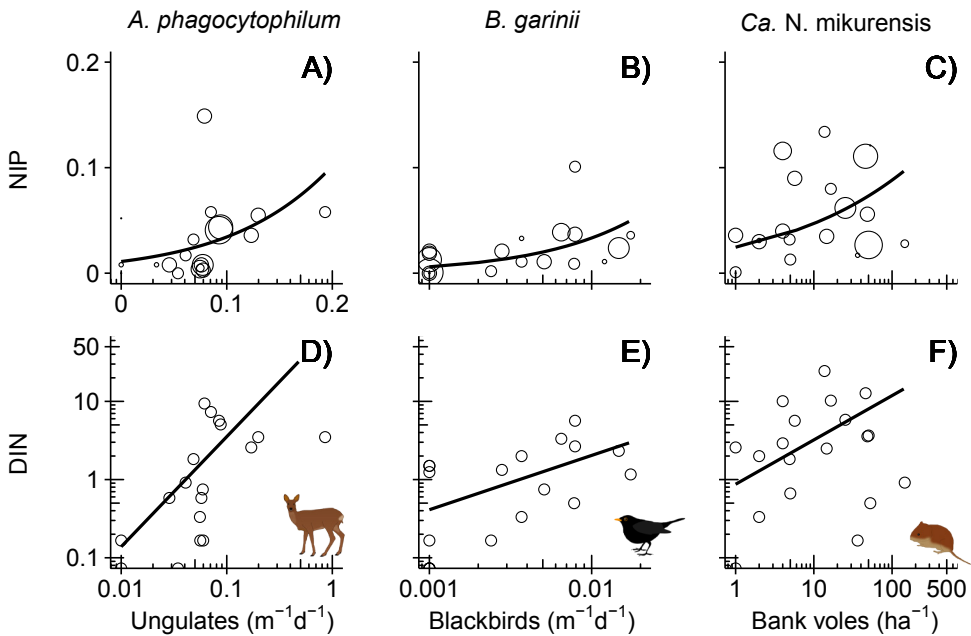 A. phagocytophilum B. garinii Ca. N. mikurensis
A) B) C)
NIP
0.2
0.1
0
0 0.1 0.2
D) E) F)
DIN
50
10
1
0.1
0.01 0.1 1 0.001 0.01 1 10 100 500
Ungulates (m⁻¹d⁻¹) Blackbirds (m⁻¹d⁻¹) Bank voles (ha⁻¹)